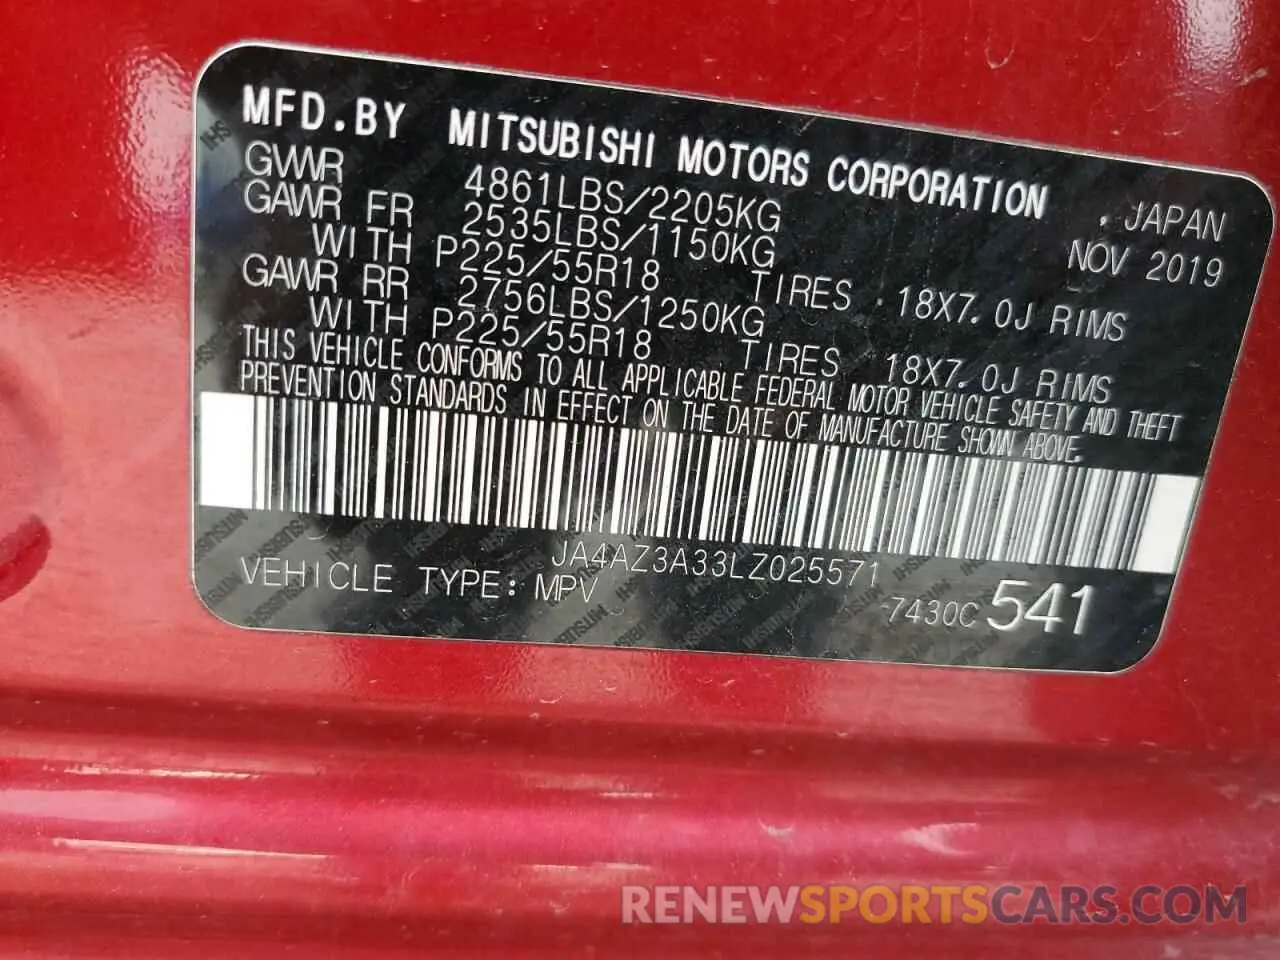 MFD.BY MITSUBISHI MOTORS CORPORATION . JAPAN
GVWR 4861LBS/2205KG NOV 2019
GAWR FR 2535LBS/1150KG
WITH P225/55R18 TIRES 18X7.0J RIMS
GAWR RR 2756LBS/1250KG
WITH P225/55R18 TIRES 18X7.0J RIMS
THIS VEHICLE CONFORMS TO ALL APPLICABLE FEDERAL MOTOR VEHICLE SAFETY AND THEFT
PREVENTION STANDARDS IN EFFECT ON THE DATE OF MANUFACTURE SHOWN ABOVE.
JA4AZ3A33LZ025571
VEHICLE TYPE: MPV 7430C 541
RENEWSPORTSCARS.COM